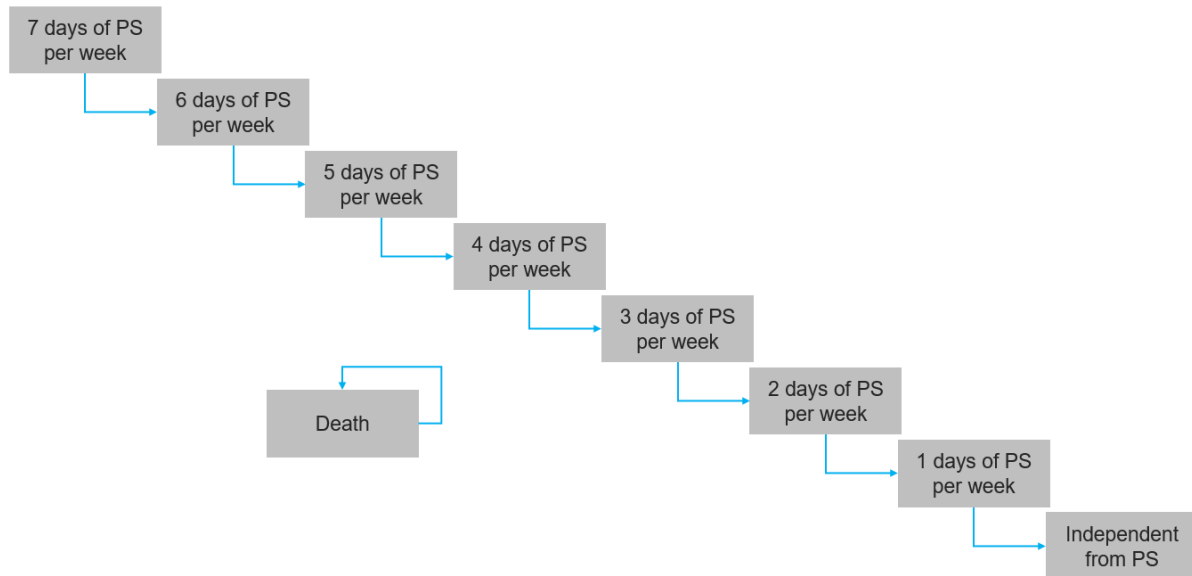 7 days of PS
per week
6 days of PS
per week
5 days of PS
per week
4 days of PS
per week
3 days of PS
per week
2 days of PS
per week
Death
1 days of PS
per week
Independent
from PS